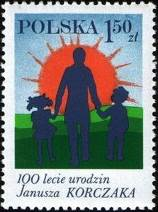 POLSKA 1.50
zł
100 lecie urodzin
Janusza KORCZAKA